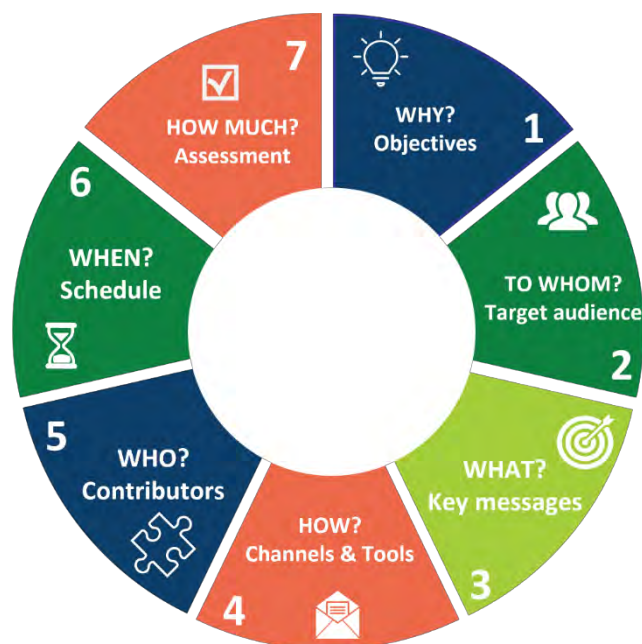 1
WHY?
Objectives
2
TO WHOM?
Target audience
3
WHAT?
Key messages
4
HOW?
Channels & Tools
5
WHO?
Contributors
6
WHEN?
Schedule
7
HOW MUCH?
Assessment